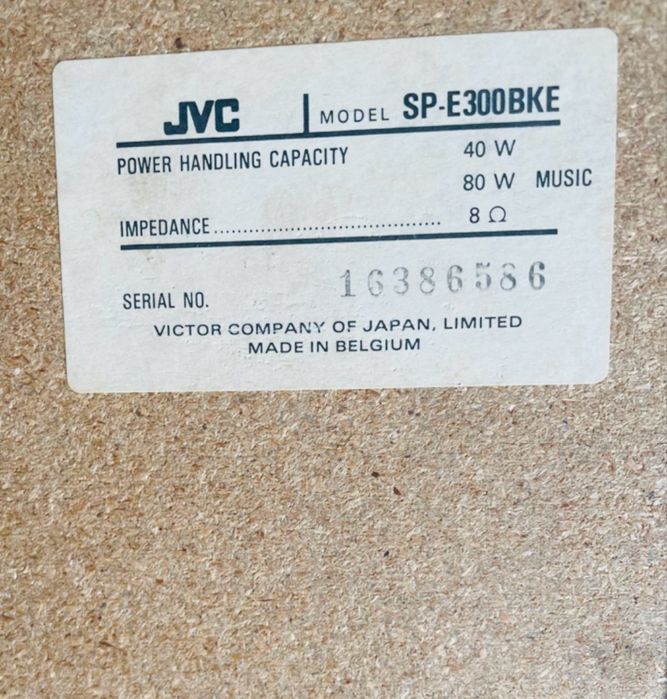 JVC | MODEL SP-E300BKE
POWER HANDLING CAPACITY 40 W
80 W MUSIC
IMPEDANCE..................................... 8 Ω
SERIAL NO. 16386586
VICTOR COMPANY OF JAPAN, LIMITED
MADE IN BELGIUM